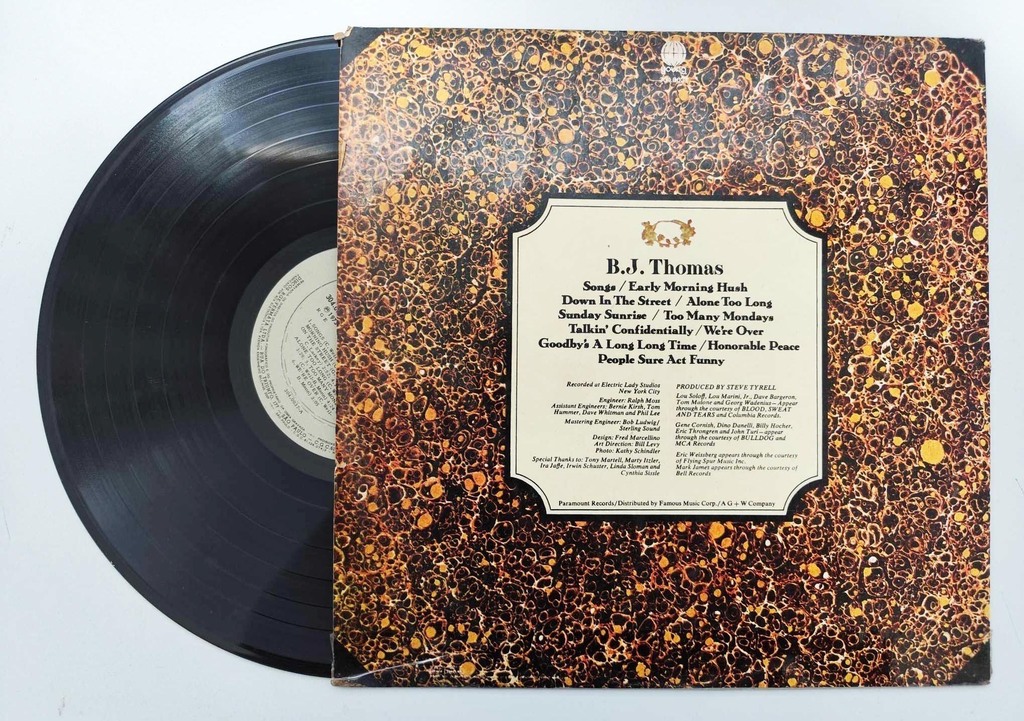 B.J. Thomas
Songs / Early Morning Hush
Down In The Street / Alone Too Long
Sunday Sunrise / Too Many Mondays
Talkin' Confidentially / We're Over
Goodby's A Long Long Time / Honorable Peace
People Sure Act Funny
Recorded at Electric Lady Studios
New York City
Engineer: Ralph Moss
Assistant Engineers: Bernie Kirsh, Tom
Hummer, Dave Whitman and Phil Lee
Mastering Engineer: Bob Ludwig/
Sterling Sound
Design: Fred Marcellino
Art Direction: Bill Levy
Photo: Kathy Schindler
Special Thanks to: Tony Martell, Marty Itzler,
Ira Jaffe, Irwin Schuster, Linda Sloman and
Cynthia Sissle
PRODUCED BY STEVE TYRELL
Lou Soloff, Lou Marini, Jr., Dave Bargeron,
Tom Malone and Georg Wadenius—Appear
through the courtesy of BLOOD, SWEAT
AND TEARS and Columbia Records.
Gene Cornish, Dino Danelli, Billy Hocher,
Eric Throngren and John Turi—appear
through the courtesy of BULLDOG and
MCA Records
Eric Weissberg appears through the courtesy
of Flying Spur Music Inc.
Mark James appears through the courtesy of
Bell Records
Paramount Records/Distributed by Famous Music Corp./A G + W Company